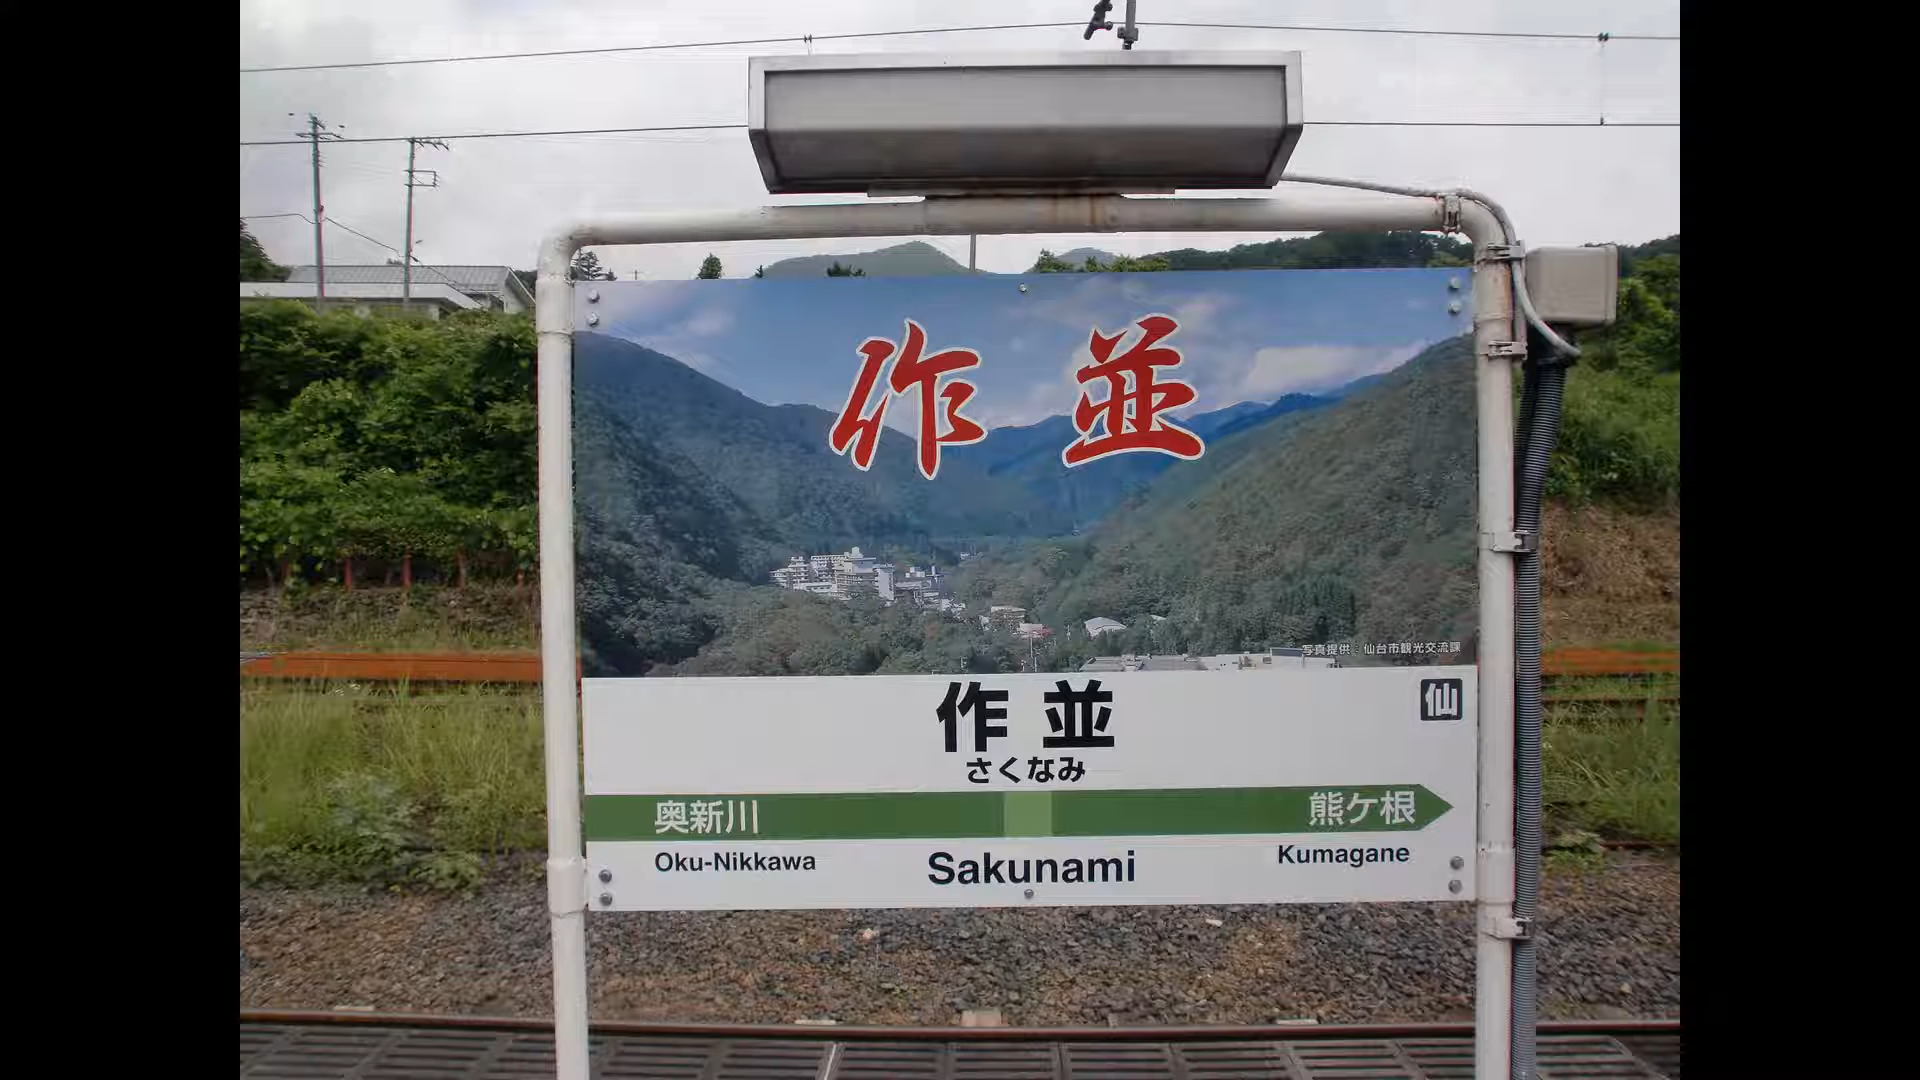 作並
写真提供：仙台市観光交流課
作並
仙
さくなみ
奥新川 熊ケ根
Oku-Nikkawa Sakunami Kumagane